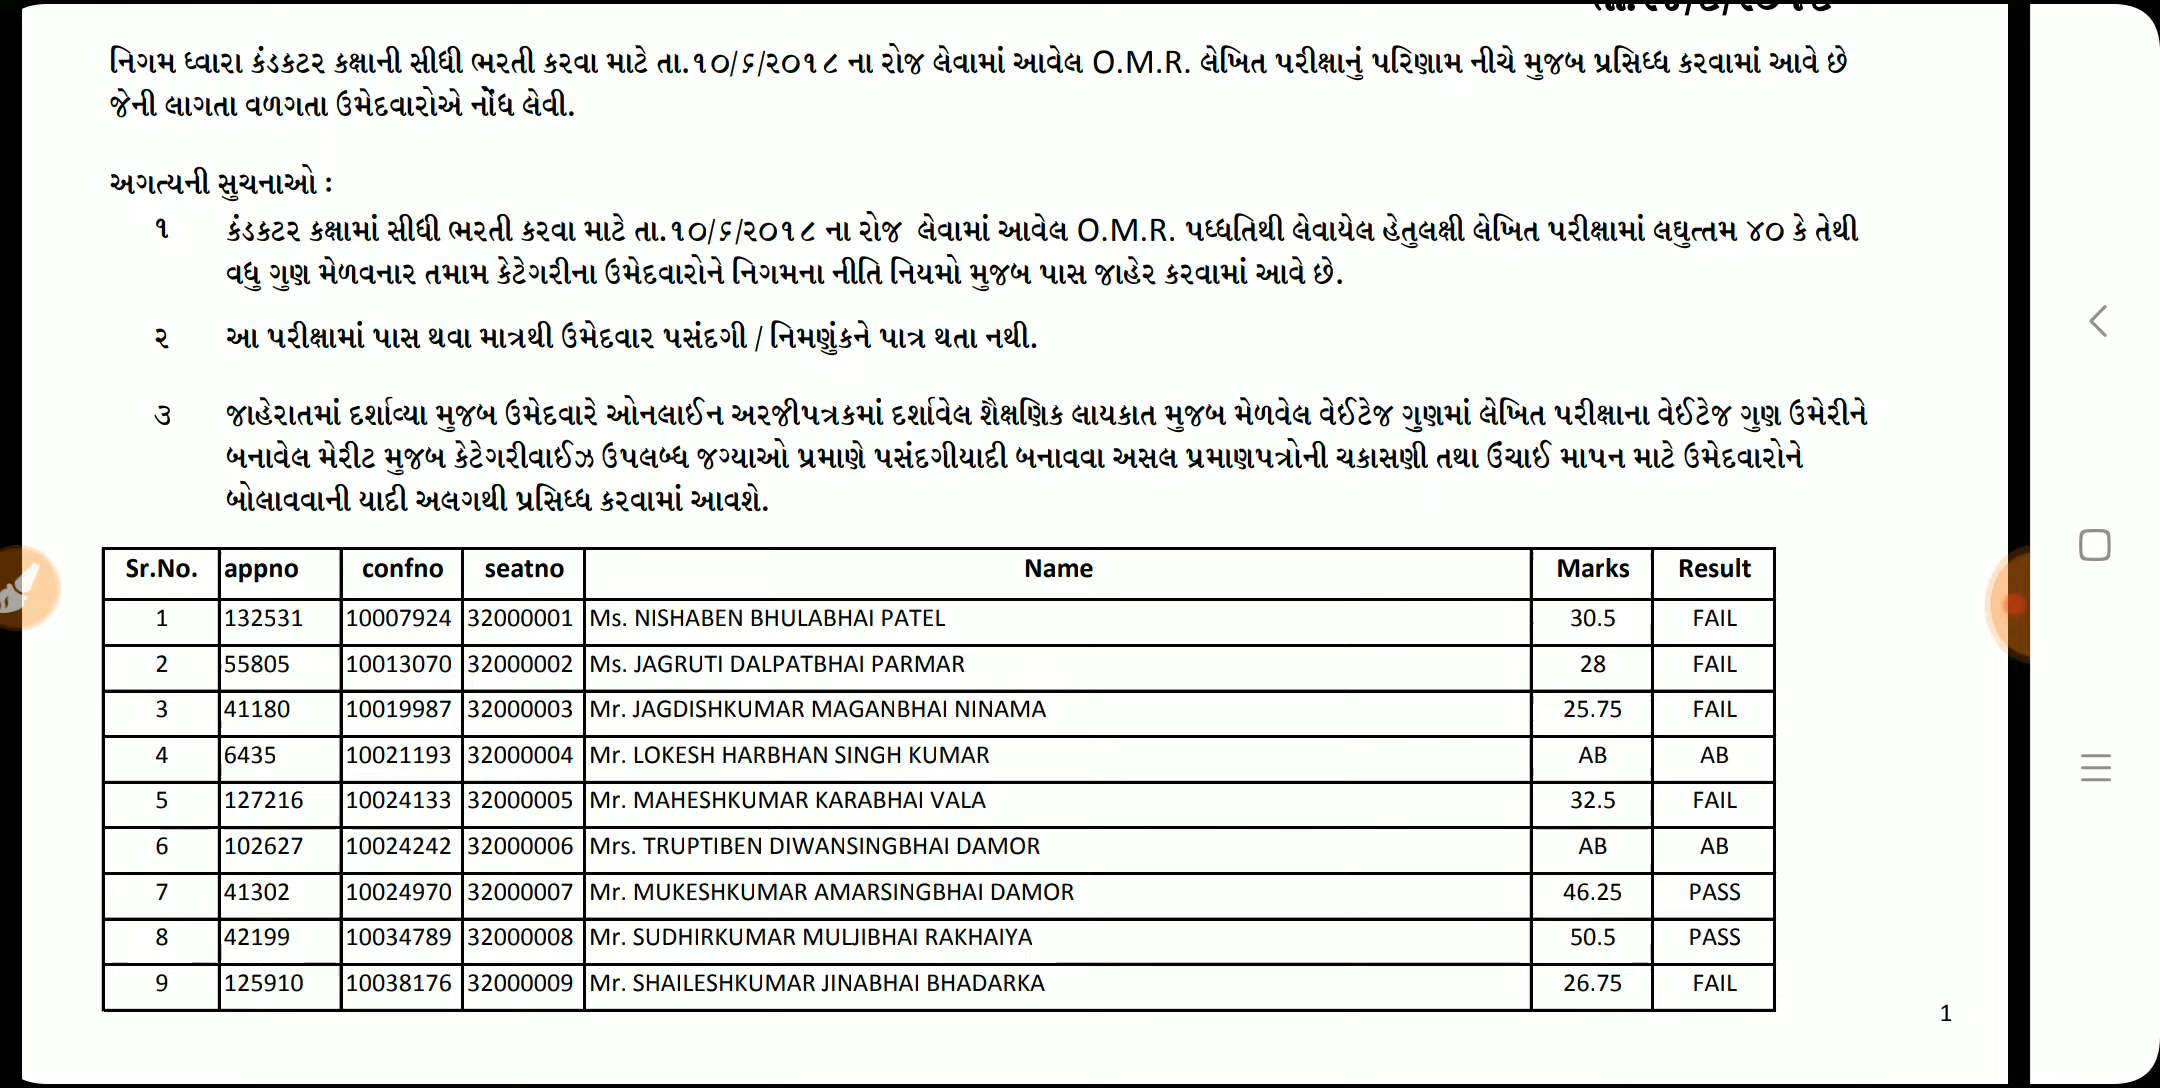 નિગમ ધ્વારા કંડકટર કક્ષાની સીધી ભરતી કરવા માટે તા.૧૦/૬/૨૦૧૮ ના રોજ લેવામાં આવેલ O.M.R. લેખિત પરીક્ષાનું પરિણામ નીચે મુજબ પ્રસિધ્ધ કરવામાં આવે છે
જેની લાગતા વળગતા ઉમેદવારોએ નોંધ લેવી.
અગત્યની સુચનાઓ :
૧ કંડકટર કક્ષામાં સીધી ભરતી કરવા માટે તા.૧૦/૬/૨૦૧૮ ના રોજ લેવામાં આવેલ O.M.R. પધ્ધતિથી લેવાયેલ હેતુલક્ષી લેખિત પરીક્ષામાં લઘુત્તમ ૪૦ કે તેથી
વધુ ગુણ મેળવનાર તમામ કેટેગરીના ઉમેદવારોને નિગમના નીતિ નિયમો મુજબ પાસ જાહેર કરવામાં આવે છે.
૨ આ પરીક્ષામાં પાસ થવા માત્રથી ઉમેદવાર પસંદગી / નિમણુંકને પાત્ર થતા નથી.
૩ જાહેરાતમાં દર્શાવ્યા મુજબ ઉમેદવારે ઓનલાઈન અરજીપત્રકમાં દર્શાવેલ શૈક્ષણિક લાયકાત મુજબ મેળવેલ વેઈટેજ ગુણમાં લેખિત પરીક્ષાના વેઈટેજ ગુણ ઉમેરીને
બનાવેલ મેરીટ મુજબ કેટેગરીવાઈઝ ઉપલબ્ધ જગ્યાઓ પ્રમાણે પસંદગીયાદી બનાવવા અસલ પ્રમાણપત્રોની ચકાસણી તથા ઉંચાઈ માપન માટે ઉમેદવારોને
બોલાવવાની યાદી અલગથી પ્રસિધ્ધ કરવામાં આવશે.
Sr.No. appno confno seatno Name Marks Result
1 132531 10007924 32000001 Ms. NISHABEN BHULABHAI PATEL 30.5 FAIL
2 55805 10013070 32000002 Ms. JAGRUTI DALPATBHAI PARMAR 28 FAIL
3 41180 10019987 32000003 Mr. JAGDISHKUMAR MAGANBHAI NINAMA 25.75 FAIL
4 6435 10021193 32000004 Mr. LOKESH HARBHAN SINGH KUMAR AB AB
5 127216 10024133 32000005 Mr. MAHESHKUMAR KARABHAI VALA 32.5 FAIL
6 102627 10024242 32000006 Mrs. TRUPTIBEN DIWANSINGBHAI DAMOR AB AB
7 41302 10024970 32000007 Mr. MUKESHKUMAR AMARSINGBHAI DAMOR 46.25 PASS
8 42199 10034789 32000008 Mr. SUDHIRKUMAR MULJIBHAI RAKHAIYA 50.5 PASS
9 125910 10038176 32000009 Mr. SHAILESHKUMAR JINABHAI BHADARKA 26.75 FAIL
1